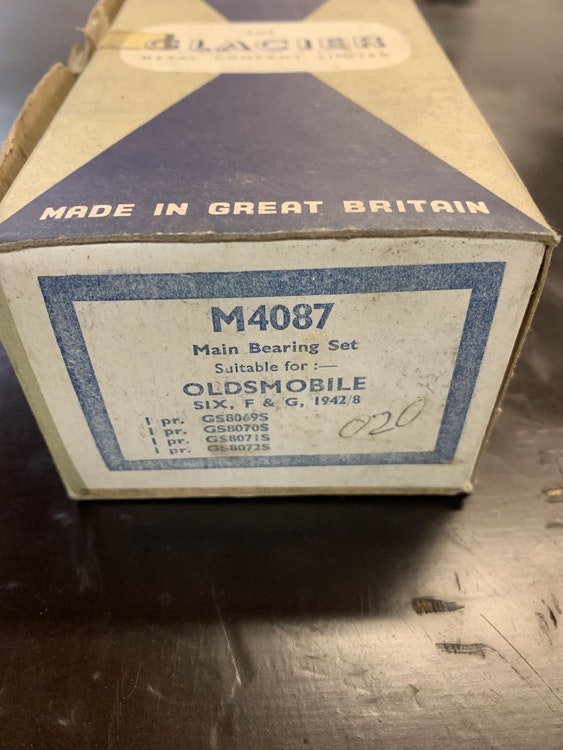 THE
GLACIER
METAL COMPANY LIMITED
MADE IN GREAT BRITAIN
M4087
Main Bearing Set
Suitable for :—
OLDSMOBILE
SIX, F & G, 1942/8
1 pr. GS8069S
1 pr. GS8070S
1 pr. GS8071S
1 pr. GS8072S
020